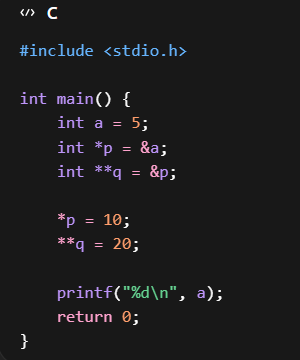 </> C
#include <stdio.h>
int main() {
    int a = 5;
    int *p = &a;
    int **q = &p;
    *p = 10;
    **q = 20;
    printf("%d\n", a);
    return 0;
}